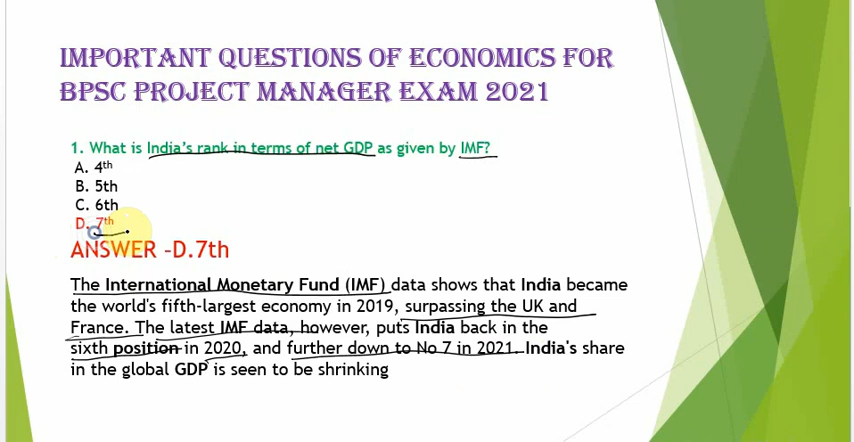 IMPORTANT QUESTIONS OF ECONOMICS FOR
BPSC PROJECT MANAGER EXAM 2021
1. What is India's rank in terms of net GDP as given by IMF?
A. 4th
B. 5th
C. 6th
D. 7th
ANSWER -D.7th
The International Monetary Fund (IMF) data shows that India became
the world's fifth-largest economy in 2019, surpassing the UK and
France. The latest IMF data, however, puts India back in the
sixth position in 2020, and further down to No 7 in 2021. India's share
in the global GDP is seen to be shrinking